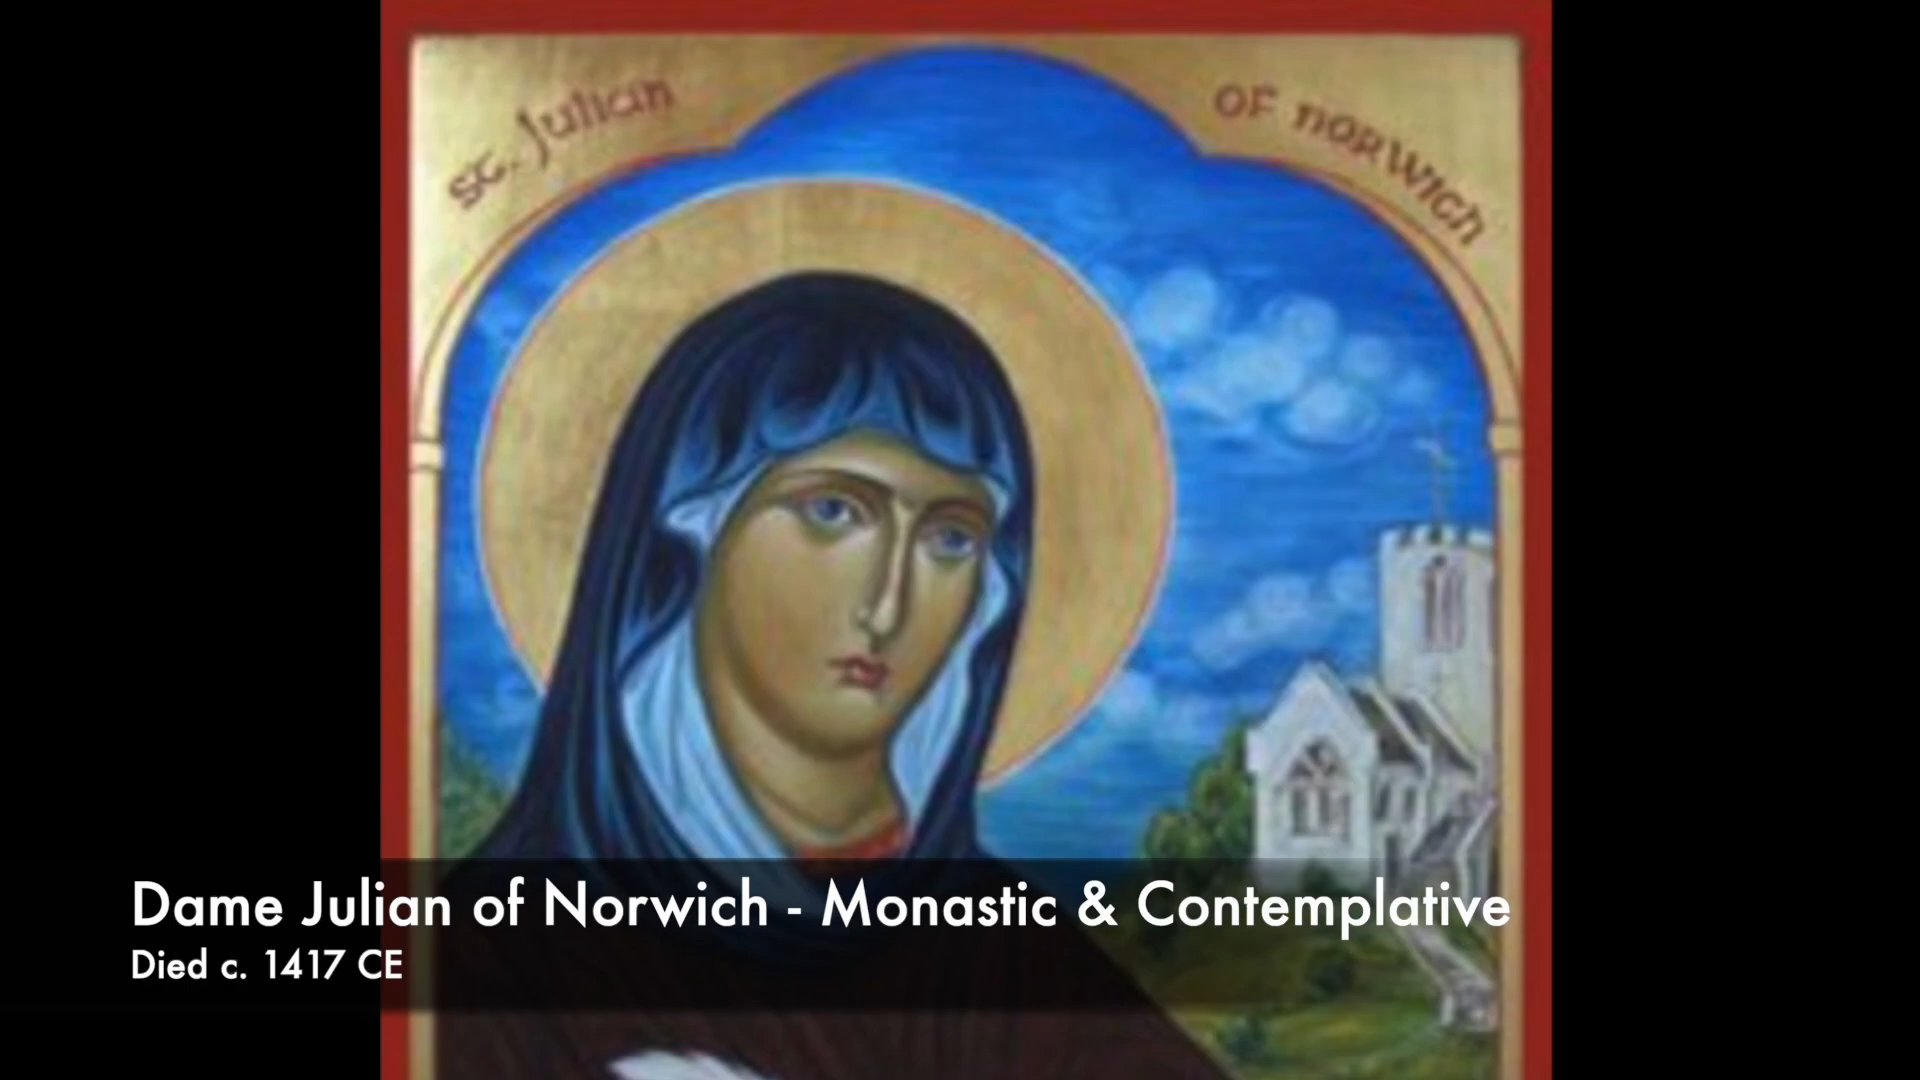 St. Julian
OF NORWICH
Dame Julian of Norwich - Monastic & Contemplative
Died c. 1417 CE